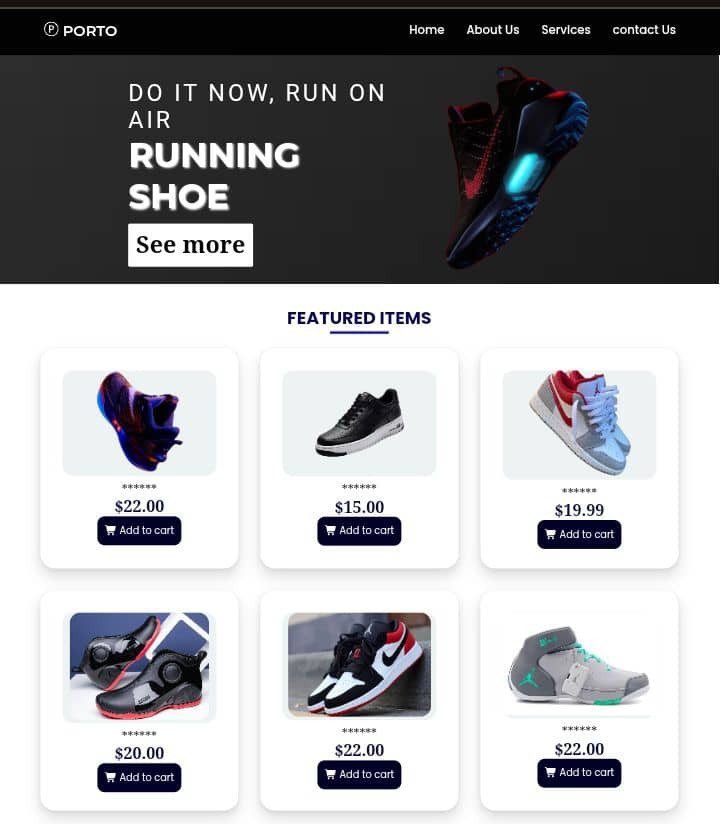 Ⓟ PORTO
Home About Us Services contact Us
DO IT NOW, RUN ON
AIR
RUNNING
SHOE
See more
FEATURED ITEMS
******
$22.00
Add to cart
******
$15.00
Add to cart
******
$19.99
Add to cart
******
$20.00
Add to cart
******
$22.00
Add to cart
******
$22.00
Add to cart